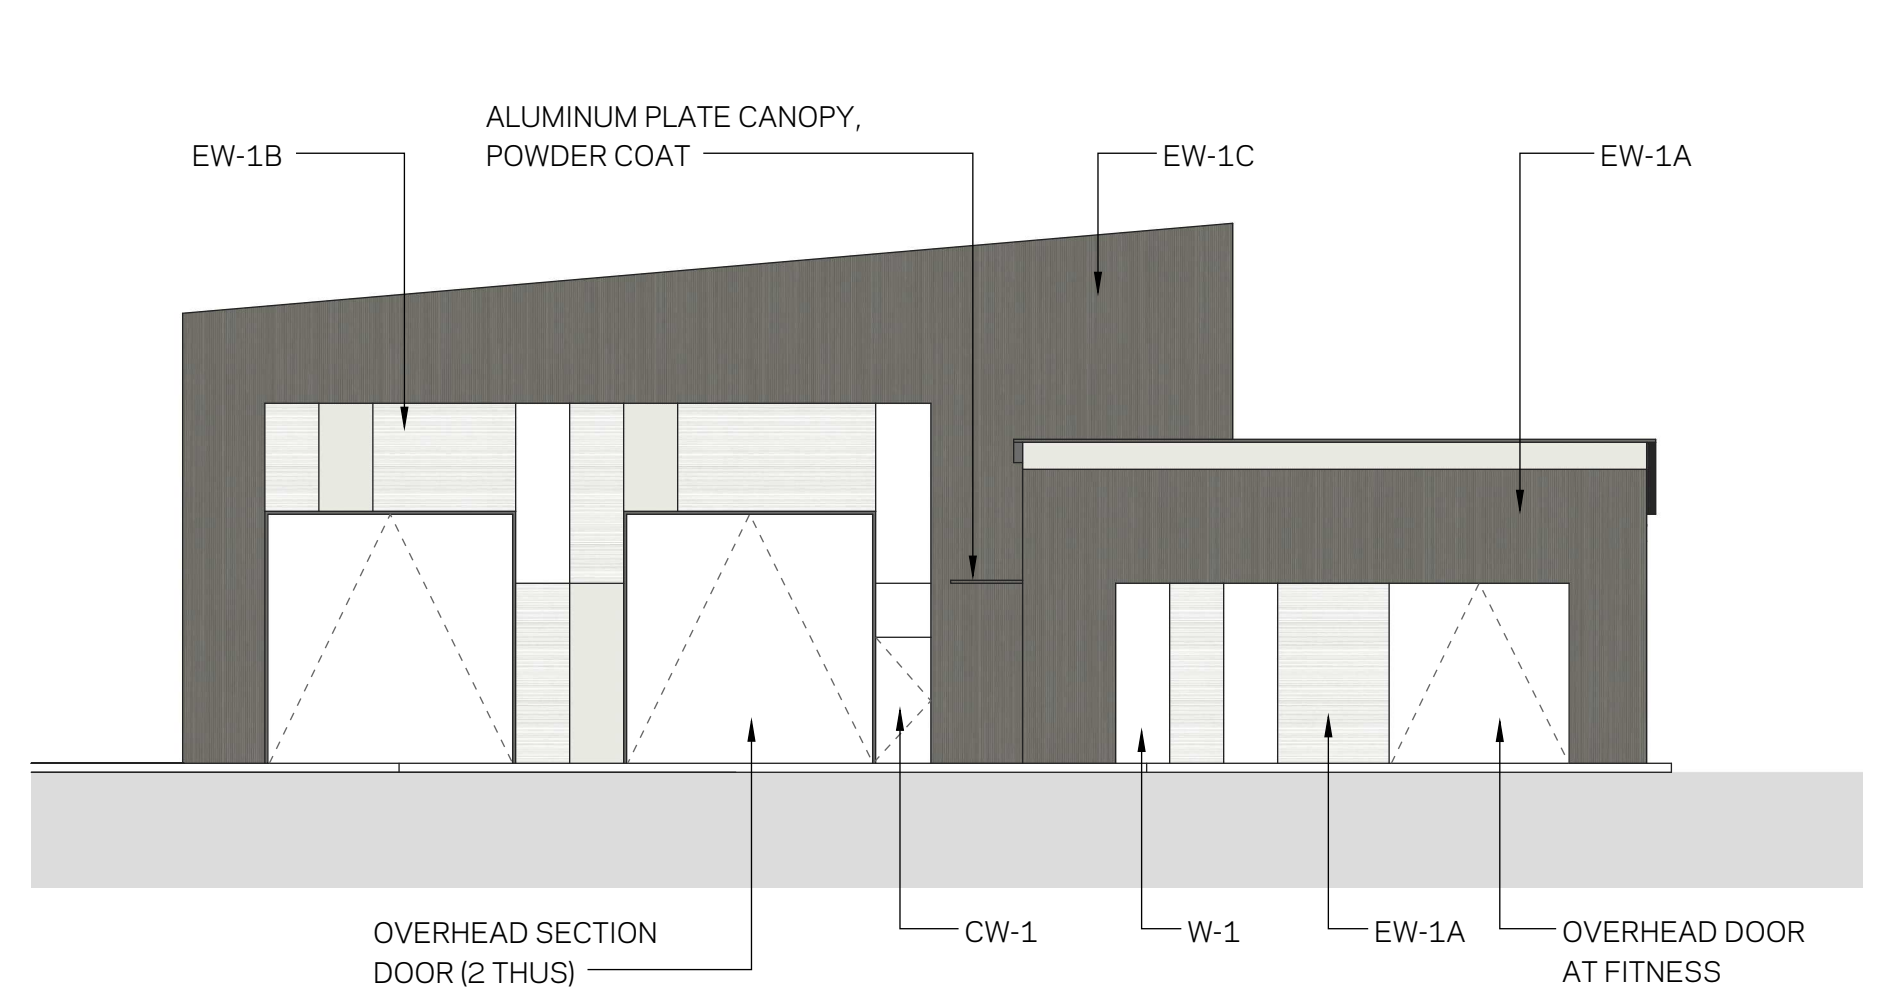 ALUMINUM PLATE CANOPY,
POWDER COAT
EW-1B
EW-1C
EW-1A
OVERHEAD SECTION
DOOR (2 THUS)
CW-1
W-1
EW-1A
OVERHEAD DOOR
AT FITNESS